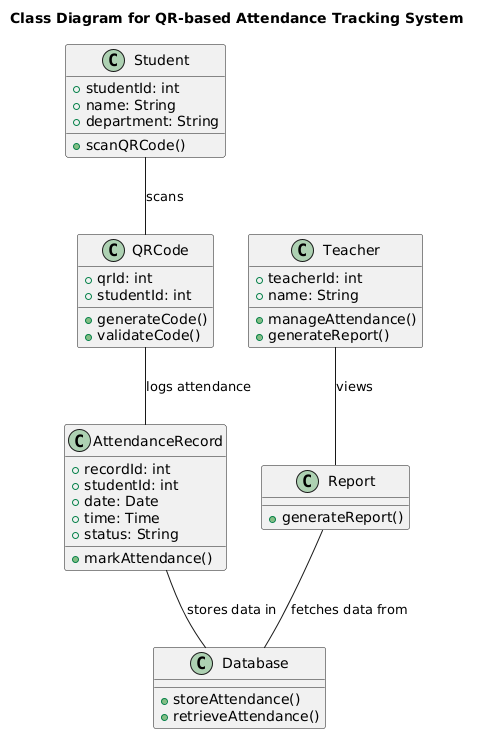 Class Diagram for QR-based Attendance Tracking System
C Student
studentId: int
name: String
department: String
scanQRCode()
scans
C QRCode
qrId: int
studentId: int
generateCode()
validateCode()
C Teacher
teacherId: int
name: String
manageAttendance()
generateReport()
logs attendance
views
C AttendanceRecord
recordId: int
studentId: int
date: Date
time: Time
status: String
markAttendance()
C Report
generateReport()
stores data in
fetches data from
C Database
storeAttendance()
retrieveAttendance()